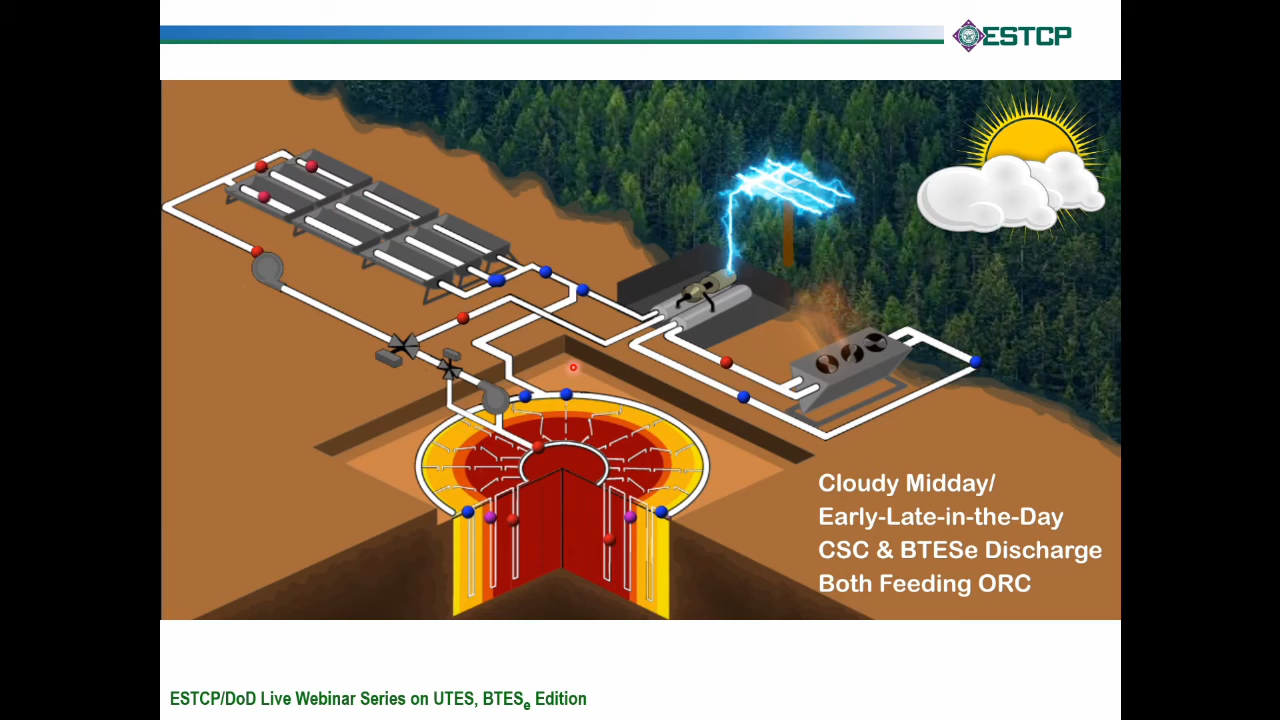 ESTCP
Cloudy Midday/
Early-Late-in-the-Day
CSC & BTESe Discharge
Both Feeding ORC
ESTCP/DoD Live Webinar Series on UTES, BTESe Edition